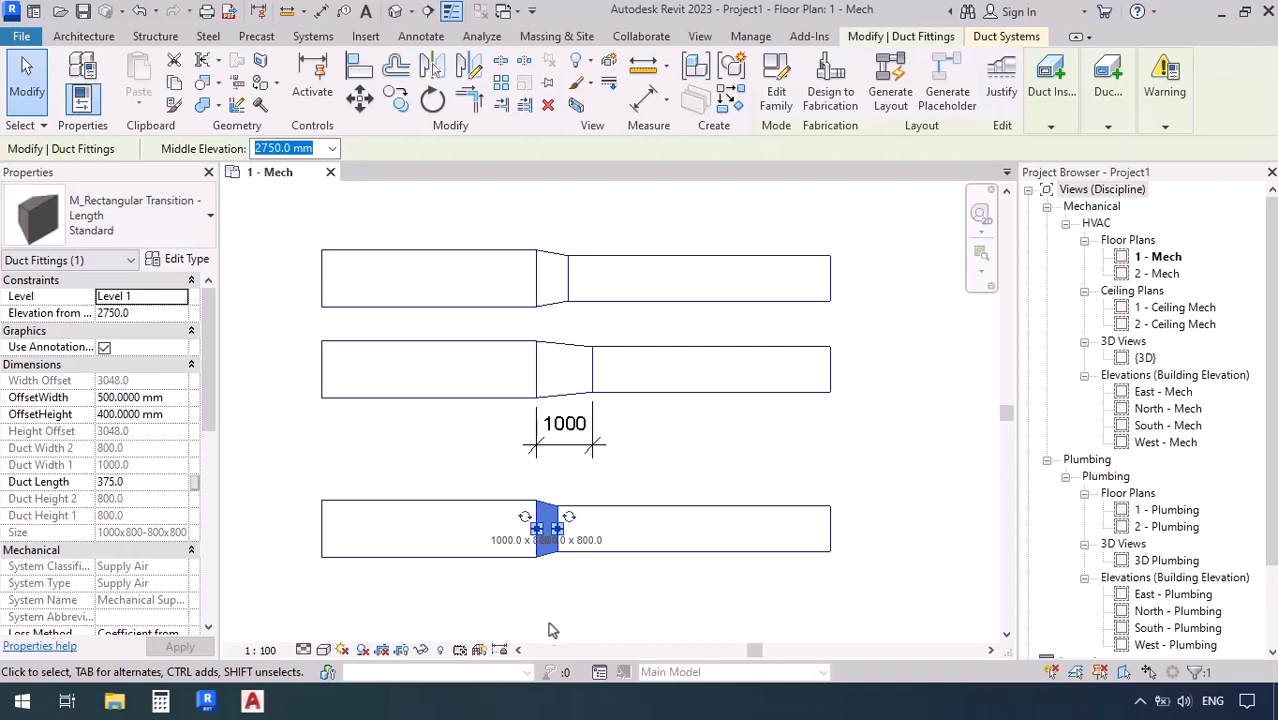 Autodesk Revit 2023 - Project1 - Floor Plan: 1 - Mech
Sign In
File
Architecture
Structure
Steel
Precast
Systems
Insert
Annotate
Analyze
Massing & Site
Collaborate
View
Manage
Add-Ins
Modify | Duct Fittings
Duct Systems
Modify
Paste
Activate
Edit
Family
Design to
Fabrication
Generate
Layout
Generate
Placeholder
Justify
Duct Ins...
Duc...
Warning
Select
Properties
Clipboard
Geometry
Controls
Modify
View
Measure
Create
Mode
Fabrication
Layout
Edit
Modify | Duct Fittings
Middle Elevation:
2750.0 mm
Properties
1 - Mech
Project Browser - Project1
M_Rectangular Transition -
Length
Standard
Duct Fittings (1)
Edit Type
Constraints
Level
Level 1
Elevation from ...
2750.0
Graphics
Use Annotation...
Dimensions
Width Offset
3048.0
OffsetWidth
500.0000 mm
OffsetHeight
400.0000 mm
Height Offset
3048.0
Duct Width 2
800.0
Duct Width 1
1000.0
Duct Length
375.0
Duct Height 2
800.0
Duct Height 1
800.0
Size
1000x800-800x800
Mechanical
System Classifi...
Supply Air
System Type
Supply Air
System Name
Mechanical Sup...
System Abbrevi...
Loss Method
Coefficient from
Properties help
Apply
1000
1000.0 x
x 800.0
2D
Views (Discipline)
Mechanical
HVAC
Floor Plans
1 - Mech
2 - Mech
Ceiling Plans
1 - Ceiling Mech
2 - Ceiling Mech
3D Views
{3D}
Elevations (Building Elevation)
East - Mech
North - Mech
South - Mech
West - Mech
Plumbing
Plumbing
Floor Plans
1 - Plumbing
2 - Plumbing
3D Views
3D Plumbing
Elevations (Building Elevation)
East - Plumbing
North - Plumbing
South - Plumbing
West - Plumbing
1 : 100
Click to select, TAB for alternates, CTRL adds, SHIFT unselects.
:0
Main Model
:1
ENG